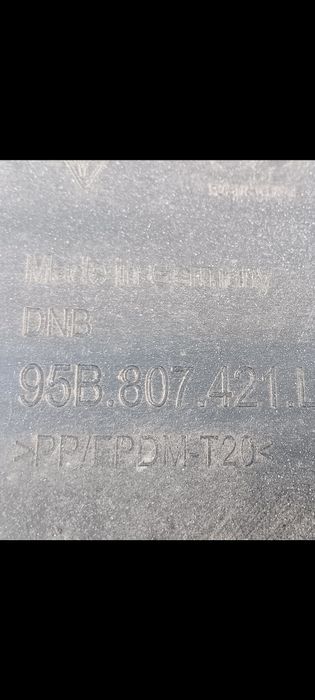 Made in Germany
DNB
95B.807.421.L
>PP/EPDM-T20<